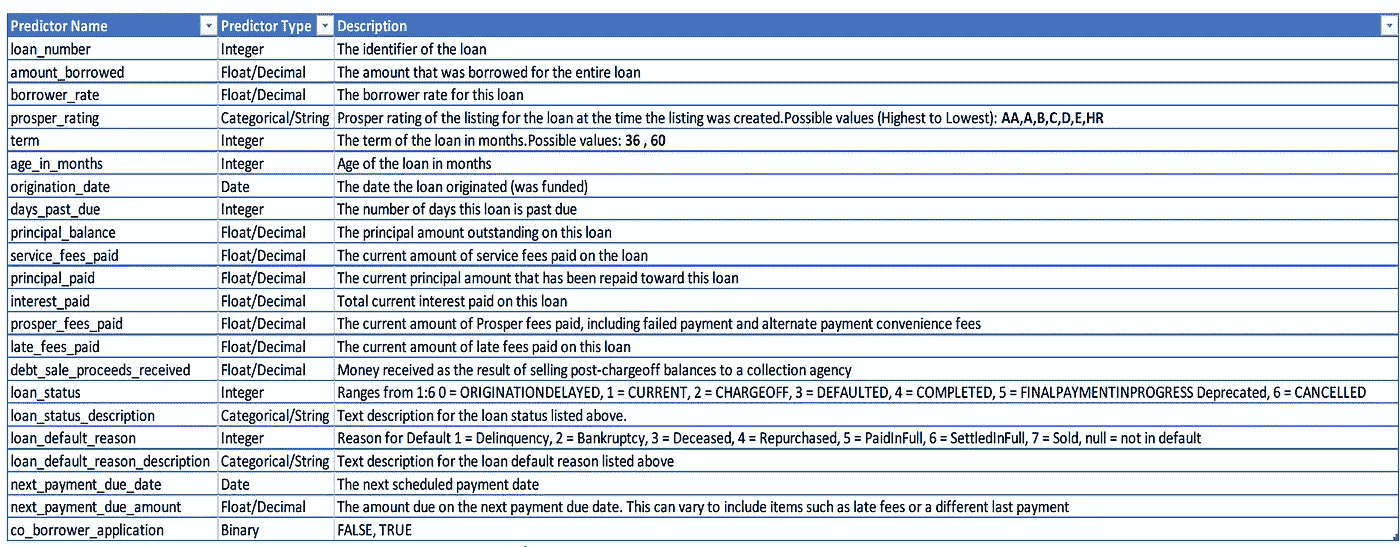 Predictor Name Predictor Type Description
loan_number Integer The identifier of the loan
amount_borrowed Float/Decimal The amount that was borrowed for the entire loan
borrower_rate Float/Decimal The borrower rate for this loan
prosper_rating Categorical/String Prosper rating of the listing for the loan at the time the listing was created.Possible values (Highest to Lowest): AA,A,B,C,D,E,HR
term Integer The term of the loan in months.Possible values: 36 , 60
age_in_months Integer Age of the loan in months
origination_date Date The date the loan originated (was funded)
days_past_due Integer The number of days this loan is past due
principal_balance Float/Decimal The principal amount outstanding on this loan
service_fees_paid Float/Decimal The current amount of service fees paid on the loan
principal_paid Float/Decimal The current principal amount that has been repaid toward this loan
interest_paid Float/Decimal Total current interest paid on this loan
prosper_fees_paid Float/Decimal The current amount of Prosper fees paid, including failed payment and alternate payment convenience fees
late_fees_paid Float/Decimal The current amount of late fees paid on this loan
debt_sale_proceeds_received Float/Decimal Money received as the result of selling post-chargeoff balances to a collection agency
loan_status Integer Ranges from 1:6 0 = ORIGINATIONDELAYED, 1 = CURRENT, 2 = CHARGEOFF, 3 = DEFAULTED, 4 = COMPLETED, 5 = FINALPAYMENTINPROGRESS Deprecated, 6 = CANCELLED
loan_status_description Categorical/String Text description for the loan status listed above.
loan_default_reason Integer Reason for Default 1 = Delinquency, 2 = Bankruptcy, 3 = Deceased, 4 = Repurchased, 5 = PaidInFull, 6 = SettledInFull, 7 = Sold, null = not in default
loan_default_reason_description Categorical/String Text description for the loan default reason listed above
next_payment_due_date Date The next scheduled payment date
next_payment_due_amount Float/Decimal The amount due on the next payment due date. This can vary to include items such as late fees or a different last payment
co_borrower_application Binary FALSE, TRUE